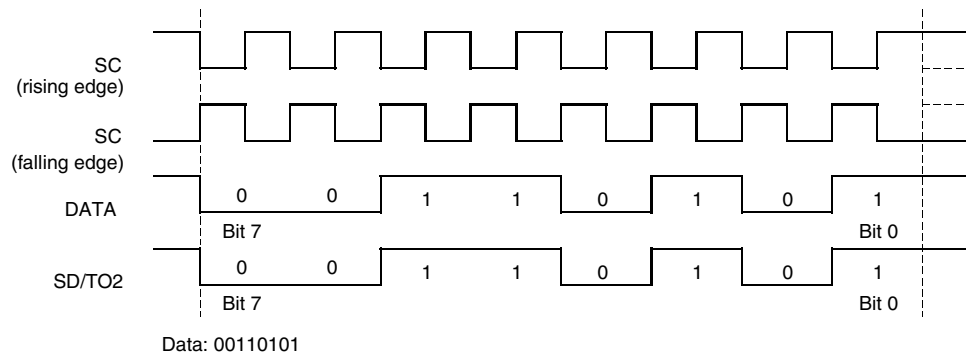 SC
(rising edge)
SC
(falling edge)
DATA
0 0 1 1 0 1 0 1
Bit 7 Bit 0
SD/TO2
0 0 1 1 0 1 0 1
Bit 7 Bit 0
Data: 00110101